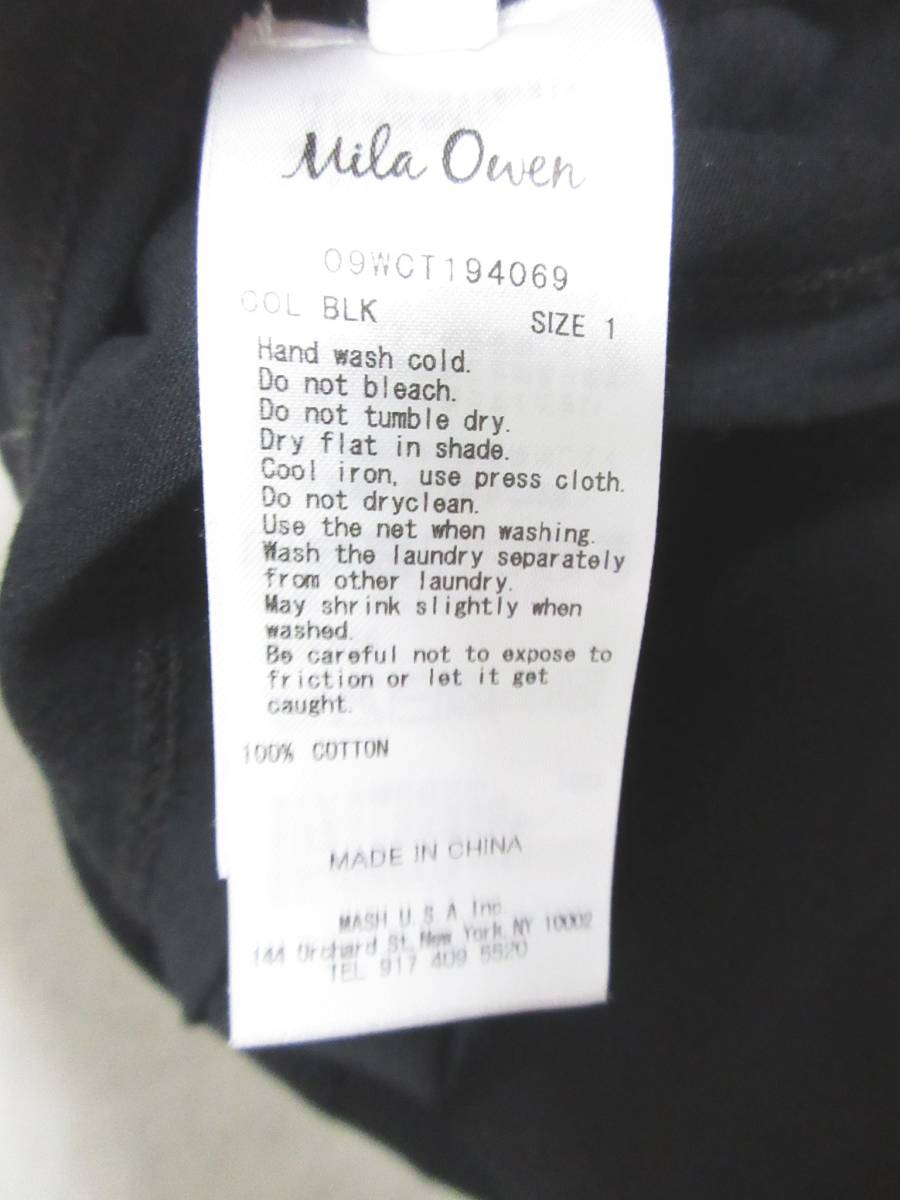 Mila Owen
09WCT194069
COL BLK
SIZE 1
Hand wash cold.
Do not bleach.
Do not tumble dry.
Dry flat in shade.
Cool iron, use press cloth.
Do not dryclean.
Use the net when washing.
Wash the laundry separately
from other laundry.
May shrink slightly when
washed.
Be careful not to expose to
friction or let it get
caught.
100% COTTON
MADE IN CHINA
MASH U.S.A Inc
144 Orchard St, New York, NY 10002
TEL 917 409 5520